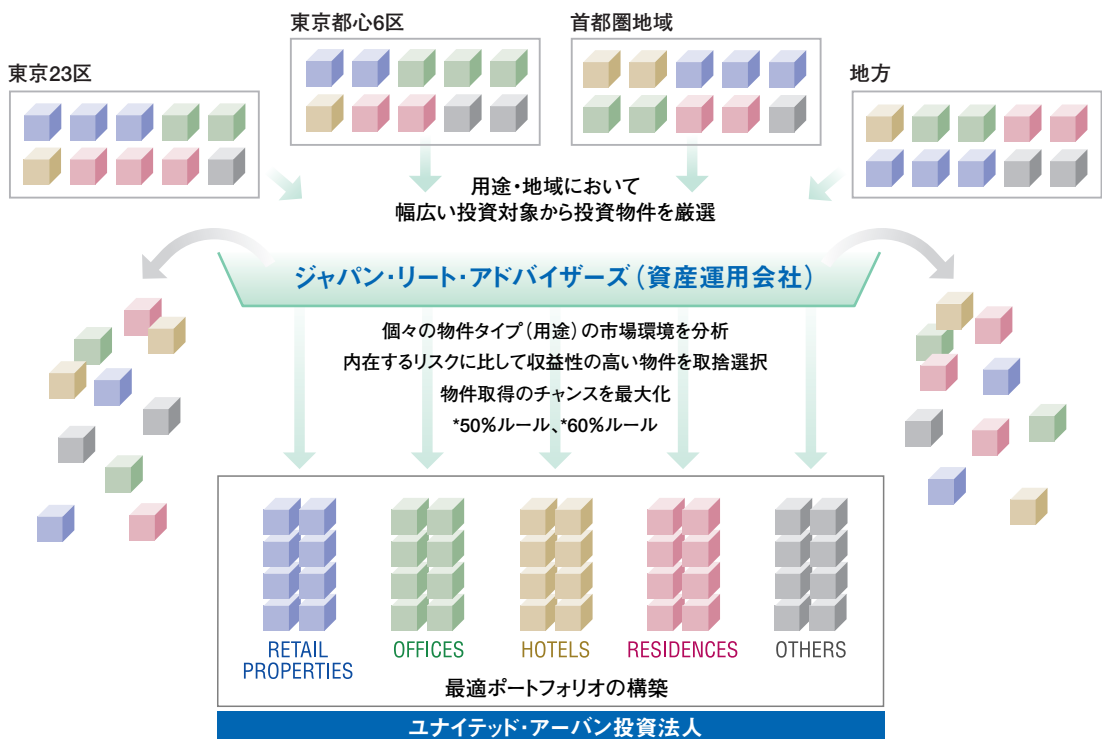 東京23区
東京都心6区
首都圏地域
地方
用途・地域において
幅広い投資対象から投資物件を厳選
ジャパン・リート・アドバイザーズ（資産運用会社）
個々の物件タイプ（用途）の市場環境を分析
内在するリスクに比して収益性の高い物件を取捨選択
物件取得のチャンスを最大化
*50%ルール、*60%ルール
RETAIL
PROPERTIES
OFFICES
HOTELS
RESIDENCES
OTHERS
最適ポートフォリオの構築
ユナイテッド・アーバン投資法人